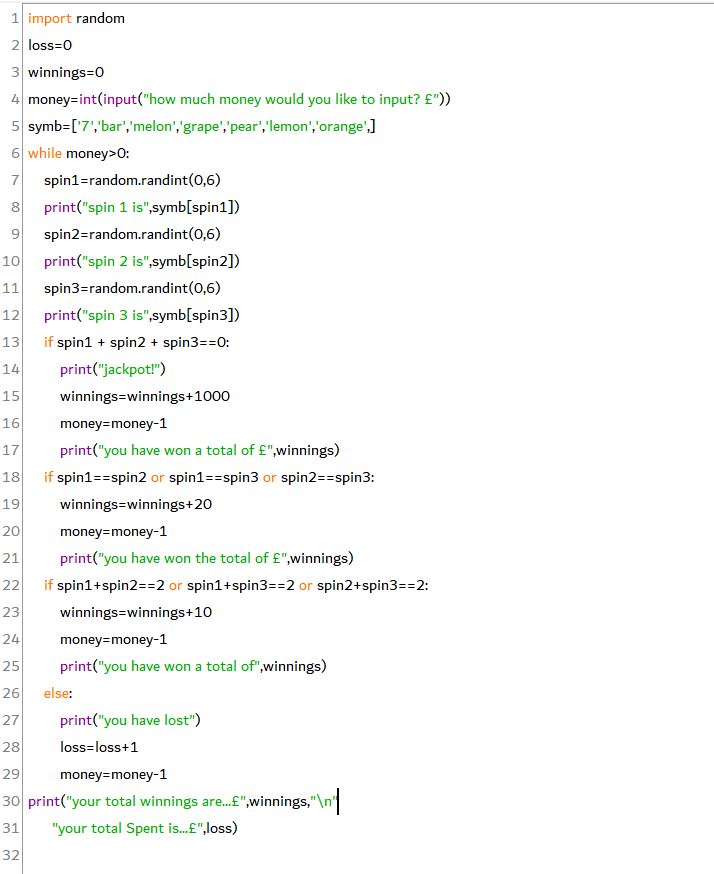 1 import random
2 loss=0
3 winnings=0
4 money=int(input("how much money would you like to input? £"))
5 symb=['7','bar','melon','grape','pear','lemon','orange',]
6 while money>0:
7     spin1=random.randint(0,6)
8     print("spin 1 is",symb[spin1])
9     spin2=random.randint(0,6)
10     print("spin 2 is",symb[spin2])
11     spin3=random.randint(0,6)
12     print("spin 3 is",symb[spin3])
13     if spin1 + spin2 + spin3==0:
14         print("jackpot!")
15         winnings=winnings+1000
16         money=money-1
17         print("you have won a total of £",winnings)
18     if spin1==spin2 or spin1==spin3 or spin2==spin3:
19         winnings=winnings+20
20         money=money-1
21         print("you have won the total of £",winnings)
22     if spin1+spin2==2 or spin1+spin3==2 or spin2+spin3==2:
23         winnings=winnings+10
24         money=money-1
25         print("you have won a total of",winnings)
26     else:
27         print("you have lost")
28         loss=loss+1
29         money=money-1
30 print("your total winnings are...£",winnings,"\n"
31       "your total Spent is...£",loss)
32